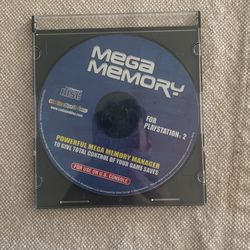 MEGA
MEMORY
disc
FOR
PLAYSTATION 2
POWERFUL MEGA MEMORY MANAGER
TO GIVE TOTAL CONTROL OF YOUR GAME SAVES
FOR USE ON U.S. CONSOLE